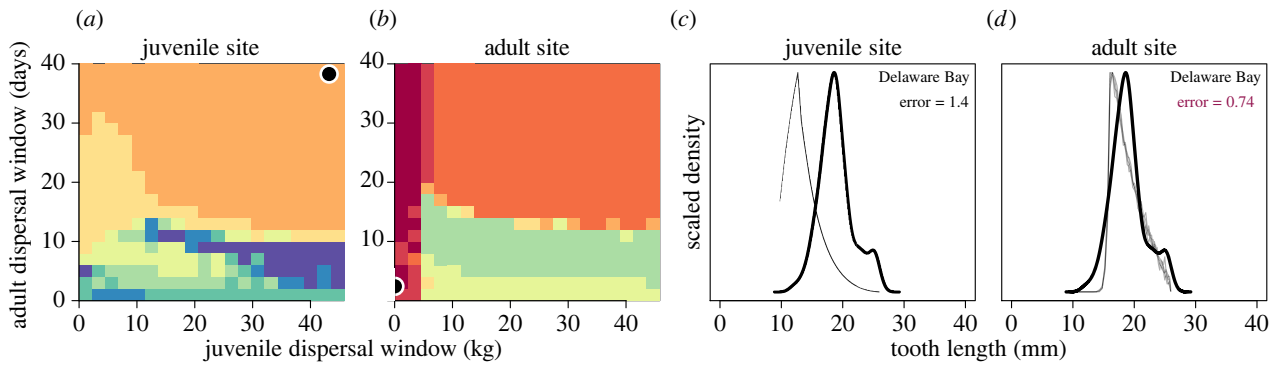 (a)
juvenile site
adult dispersal window (days)
40
30
20
10
0
0 10 20 30 40
(b)
adult site
40
30
20
10
0
0 10 20 30 40
juvenile dispersal window (kg)
(c)
juvenile site
Delaware Bay
error = 1.4
scaled density
0 10 20 30 40
(d)
adult site
Delaware Bay
error = 0.74
0 10 20 30 40
tooth length (mm)